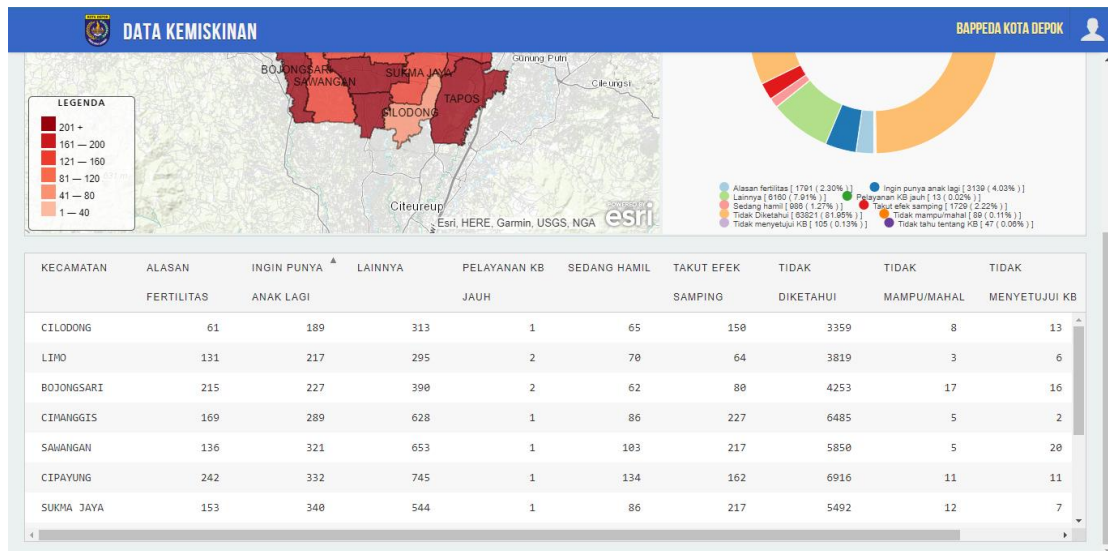 KOTA DEPOK
DATA KEMISKINAN
BAPPEDA KOTA DEPOK
BOJONGSARI
SAWANGAN
SUKMA JAYA
TAPOS
CILODONG
Gunung Putri
Cileungsi
Citeureup
LEGENDA
201 +
161 — 200
121 — 160
81 — 120
41 — 80
1 — 40
Esri, HERE, Garmin, USGS, NGA
POWERED BY
esri
Alasan fertilitas [ 1791 ( 2.30% ) ] Ingin punya anak lagi [ 3139 ( 4.03% ) ]
Lainnya [ 6160 ( 7.91% ) ] Pelayanan KB jauh [ 13 ( 0.02% ) ]
Sedang hamil [ 986 ( 1.27% ) ] Takut efek samping [ 1729 ( 2.22% ) ]
Tidak Diketahui [ 63821 ( 81.95% ) ] Tidak mampu/mahal [ 89 ( 0.11% ) ]
Tidak menyetujui KB [ 105 ( 0.13% ) ] Tidak tahu tentang KB [ 47 ( 0.06% ) ]
KECAMATAN ALASAN INGIN PUNYA LAINNYA PELAYANAN KB SEDANG HAMIL TAKUT EFEK TIDAK TIDAK TIDAK
FERTILITAS ANAK LAGI JAUH SAMPING DIKETAHUI MAMPU/MAHAL MENYETUJUI KB
CILODONG 61 189 313 1 65 150 3359 8 13
LIMO 131 217 295 2 70 64 3819 3 6
BOJONGSARI 215 227 390 2 62 80 4253 17 16
CIMANGGIS 169 289 628 1 86 227 6485 5 2
SAWANGAN 136 321 653 1 103 217 5850 5 20
CIPAYUNG 242 332 745 1 134 162 6916 11 11
SUKMA JAYA 153 340 544 1 86 217 5492 12 7